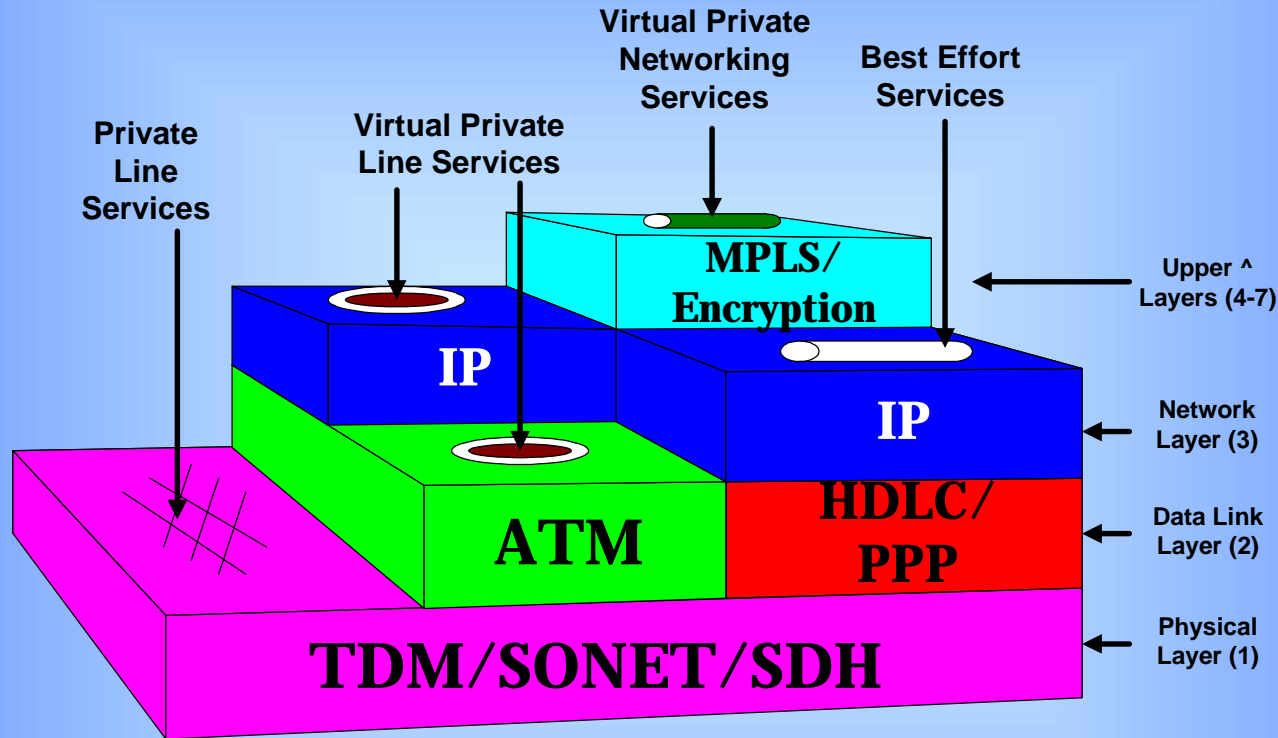 Virtual Private
Networking
Services
Best Effort
Services
Private
Line
Services
Virtual Private
Line Services
MPLS/
Encryption
Upper ^
Layers (4-7)
IP
IP
Network
Layer (3)
ATM
HDLC/
PPP
Data Link
Layer (2)
TDM/SONET/SDH
Physical
Layer (1)